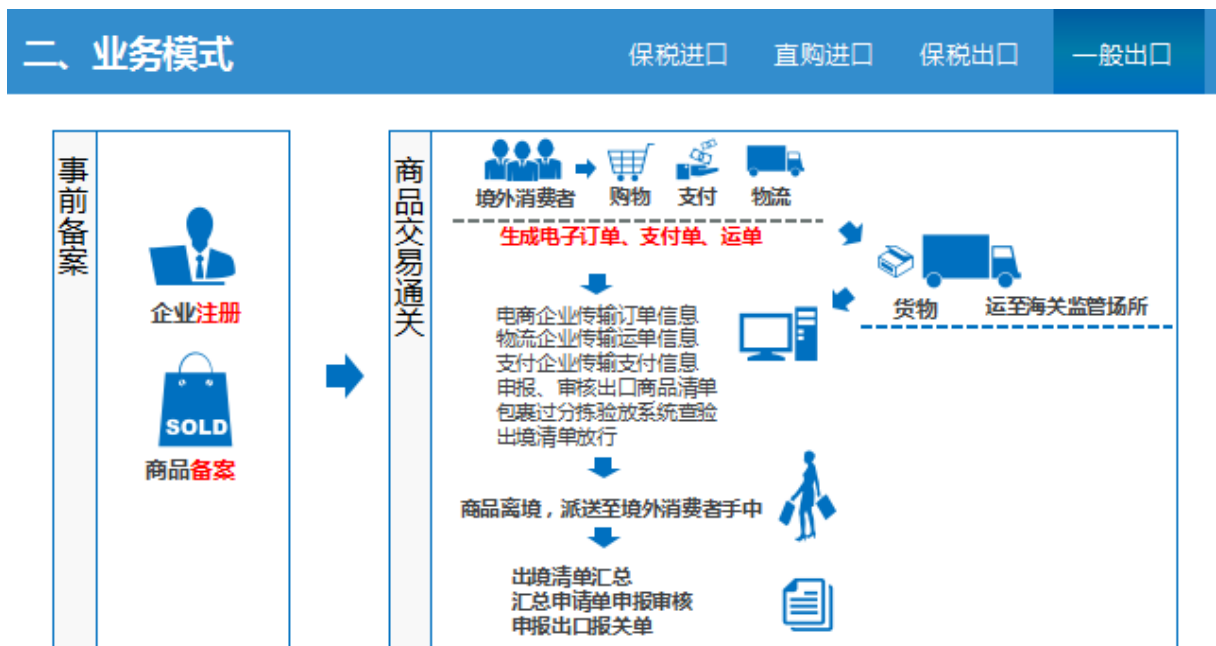 二、业务模式
保税进口
直购进口
保税出口
一般出口
事前备案
企业注册
SOLD
商品备案
商品交易通关
境外消费者
购物
支付
物流
生成电子订单、支付单、运单
货物
运至海关监管场所
电商企业传输订单信息
物流企业传输运单信息
支付企业传输支付信息
申报、审核出口商品清单
包裹过分拣验放系统查验
出境清单放行
商品离境，派送至境外消费者手中
出境清单汇总
汇总申请单申报审核
申报出口报关单